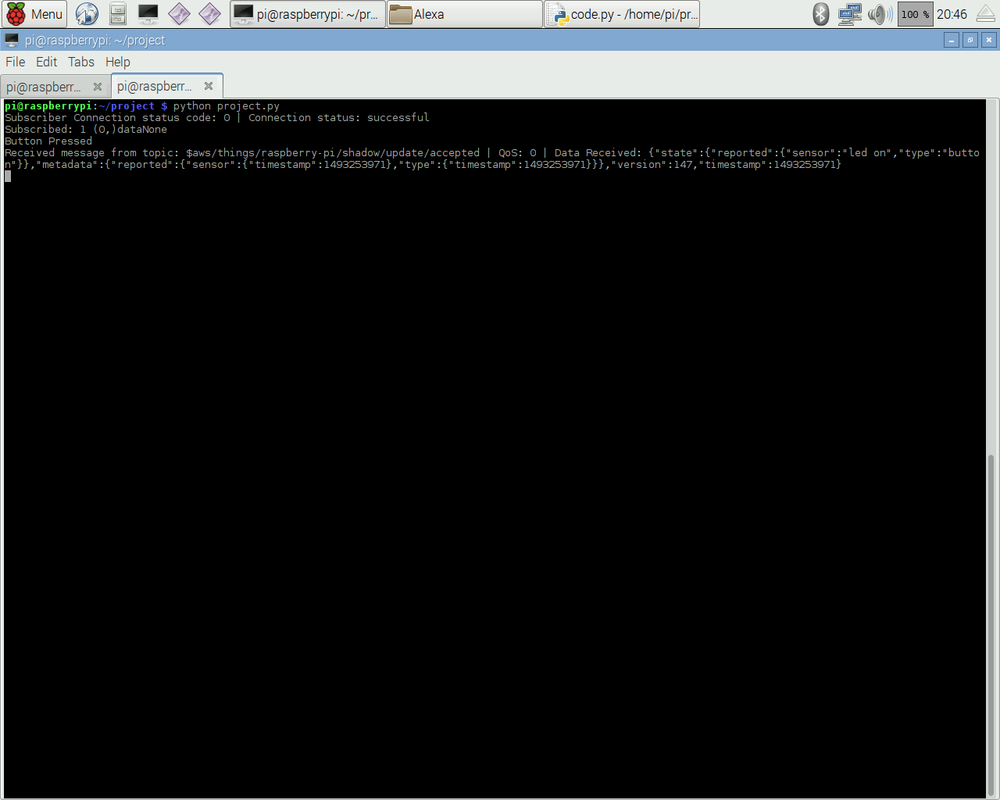 Menu
pi@raspberrypi: ~/pr...
Alexa
code.py - /home/pi/pr...
100 %
20:46
pi@raspberrypi: ~/project
File Edit Tabs Help
pi@raspberr...
pi@raspberr...
pi@raspberrypi:~/project $ python project.py
Subscriber Connection status code: 0 | Connection status: successful
Subscribed: 1 (0,)dataNone
Button Pressed
Received message from topic: $aws/things/raspberry-pi/shadow/update/accepted | QoS: 0 | Data Received: {"state":{"reported":{"sensor":"led on","type":"butto
n"}},"metadata":{"reported":{"sensor":{"timestamp":1493253971},"type":{"timestamp":1493253971}}},"version":147,"timestamp":1493253971}